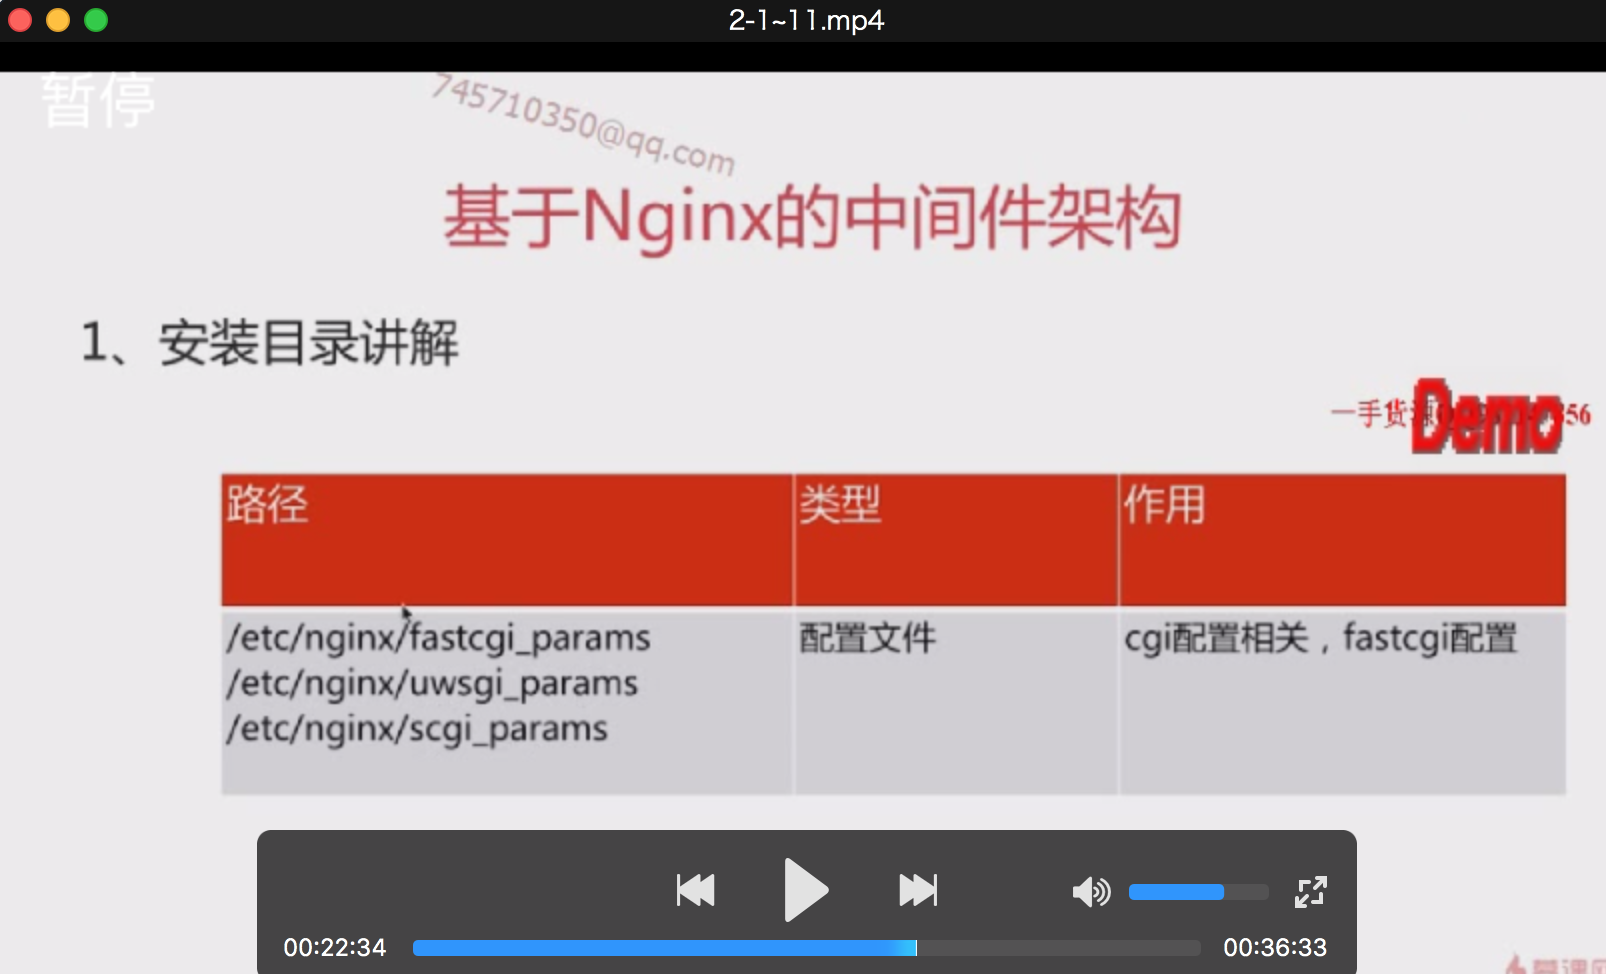 2-1~11.mp4
暂停
745710350@qq.com
基于Nginx的中间件架构
1、安装目录讲解
一手货源
Demo
56
路径 类型 作用
/etc/nginx/fastcgi_params 配置文件 cgi配置相关，fastcgi配置
/etc/nginx/uwsgi_params
/etc/nginx/scgi_params
00:22:34 00:36:33